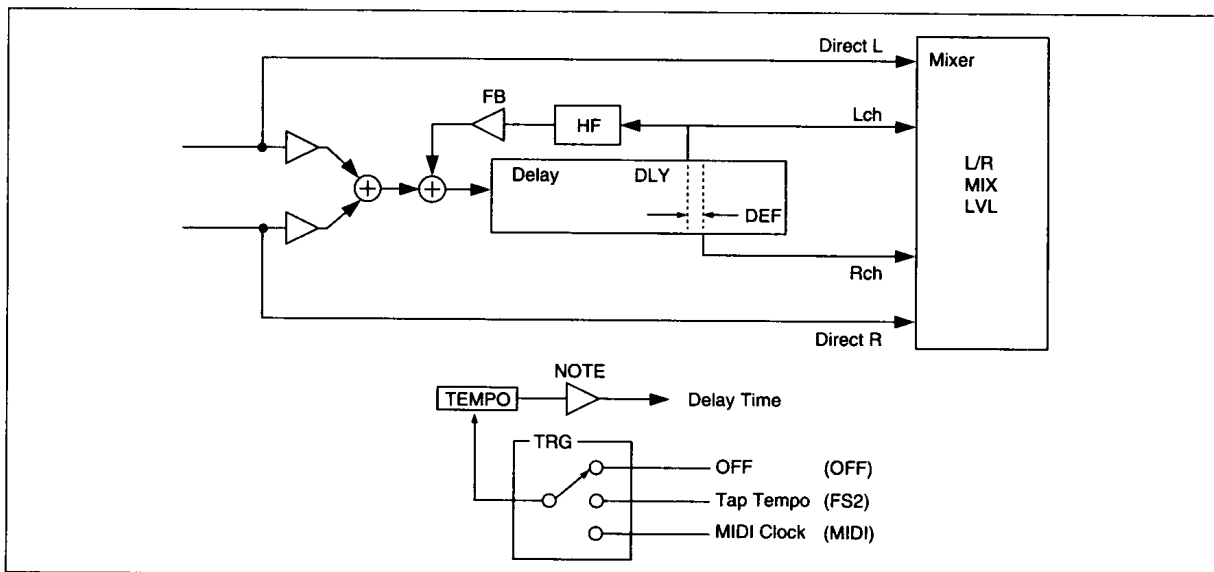 Direct L
Mixer
FB
HF
Lch
Delay
DLY
L/R
MIX
LVL
DEF
Rch
Direct R
NOTE
TEMPO
Delay Time
TRG
OFF (OFF)
Tap Tempo (FS2)
MIDI Clock (MIDI)